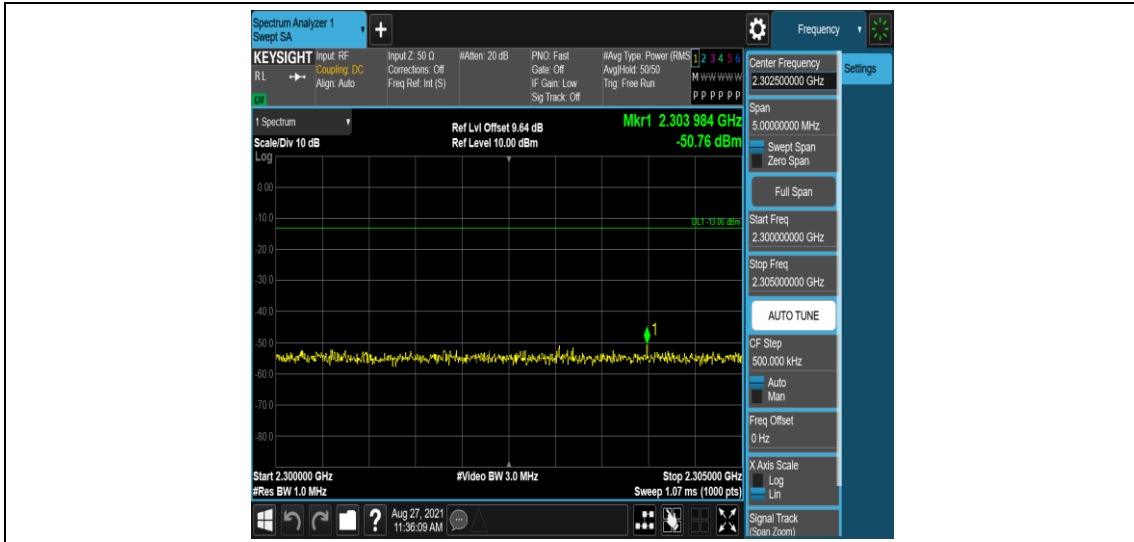 Spectrum Analyzer 1
Swept SA
+
Frequency
KEYSIGHT
RL
Input: RF
Coupling: DC
Align: Auto
Input Z: 50 Ω
Corrections: Off
Freq Ref: Int (S)
#Atten: 20 dB
PNO: Fast
Gate: Off
IF Gain: Low
Sig Track: Off
#Avg Type: Power (RMS
Avg|Hold: 50/50
Trig: Free Run
1 2 3 4 5 6
M W W W W W
P P P P P P
1 Spectrum
Scale/Div 10 dB
Ref Lvl Offset 9.64 dB
Ref Level 10.00 dBm
Mkr1 2.303 984 GHz
-50.76 dBm
Log
0.00
-10.0
-20.0
-30.0
-40.0
-50.0
-60.0
-70.0
-80.0
DL1 -13.00 dBm
1
Start 2.300000 GHz
#Res BW 1.0 MHz
#Video BW 3.0 MHz
Stop 2.305000 GHz
Sweep 1.07 ms (1000 pts)
?
Aug 27, 2021
11:36:09 AM
Center Frequency
2.302500000 GHz
Settings
Span
5.00000000 MHz
Swept Span
Zero Span
Full Span
Start Freq
2.300000000 GHz
Stop Freq
2.305000000 GHz
AUTO TUNE
CF Step
500.000 kHz
Auto
Man
Freq Offset
0 Hz
X Axis Scale
Log
Lin
Signal Track
(Span Zoom)